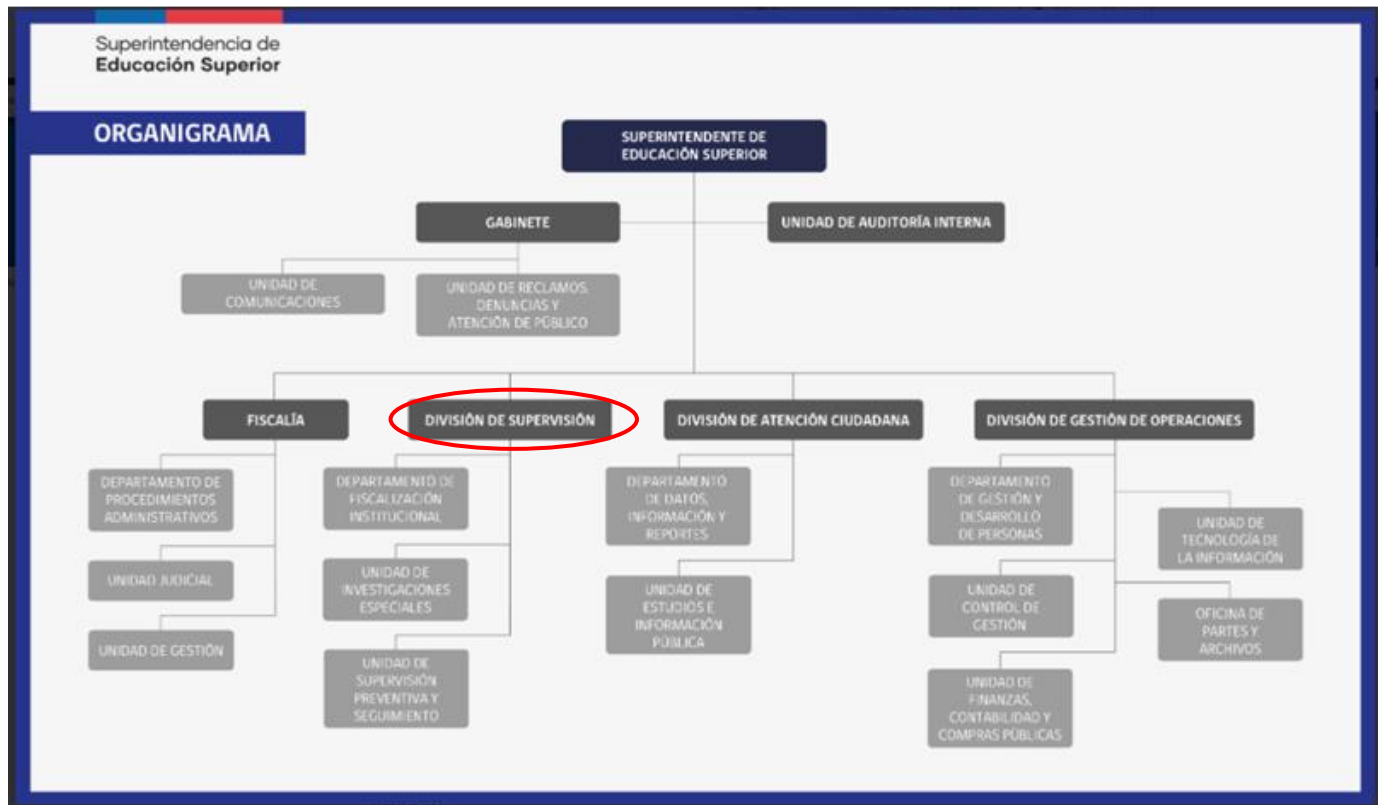 Superintendencia de
Educación Superior
ORGANIGRAMA
SUPERINTENDENTE DE
EDUCACIÓN SUPERIOR
GABINETE
UNIDAD DE AUDITORÍA INTERNA
UNIDAD DE
COMUNICACIONES
UNIDAD DE RECLAMOS,
DENUNCIAS Y
ATENCIÓN DE PÚBLICO
FISCALÍA
DIVISIÓN DE SUPERVISIÓN
DIVISIÓN DE ATENCIÓN CIUDADANA
DIVISIÓN DE GESTIÓN DE OPERACIONES
DEPARTAMENTO DE
PROCEDIMIENTOS
ADMINISTRATIVOS
UNIDAD JUDICIAL
UNIDAD DE GESTIÓN
DEPARTAMENTO DE
FISCALIZACIÓN
INSTITUCIONAL
UNIDAD DE
INVESTIGACIONES
ESPECIALES
UNIDAD DE
SUPERVISIÓN
PREVENTIVA Y
SEGUIMIENTO
DEPARTAMENTO
DE DATOS,
INFORMACIÓN Y
REPORTES
UNIDAD DE
ESTUDIOS E
INFORMACIÓN
PÚBLICA
DEPARTAMENTO
DE GESTIÓN Y
DESARROLLO
DE PERSONAS
UNIDAD DE
CONTROL DE
GESTIÓN
UNIDAD DE
FINANZAS,
CONTABILIDAD Y
COMPRAS PÚBLICAS
UNIDAD DE
TECNOLOGÍA DE
LA INFORMACIÓN
OFICINA DE
PARTES Y
ARCHIVOS